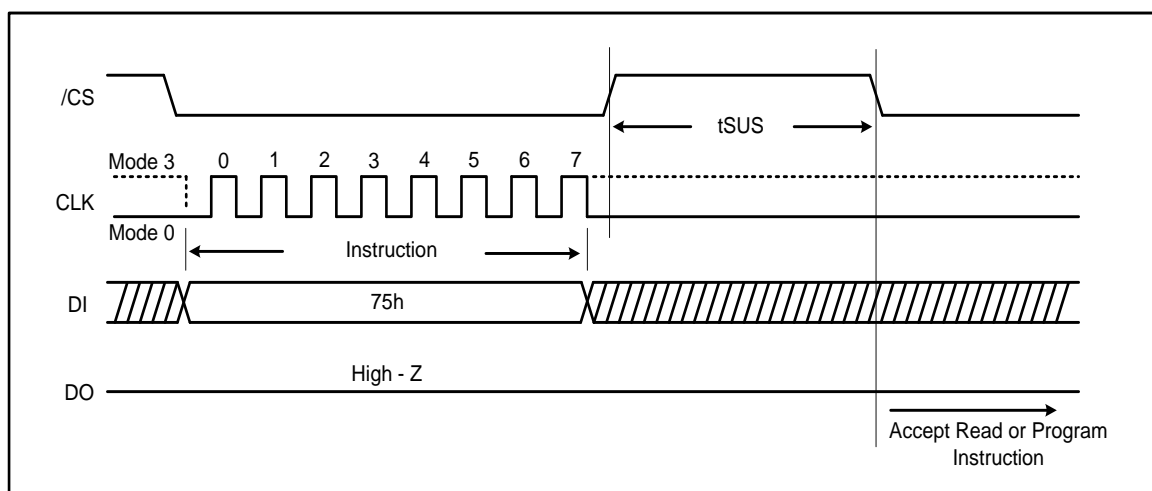 /CS
tSUS
Mode 3 0 1 2 3 4 5 6 7
CLK
Mode 0
Instruction
DI
75h
High - Z
DO
Accept Read or Program
Instruction